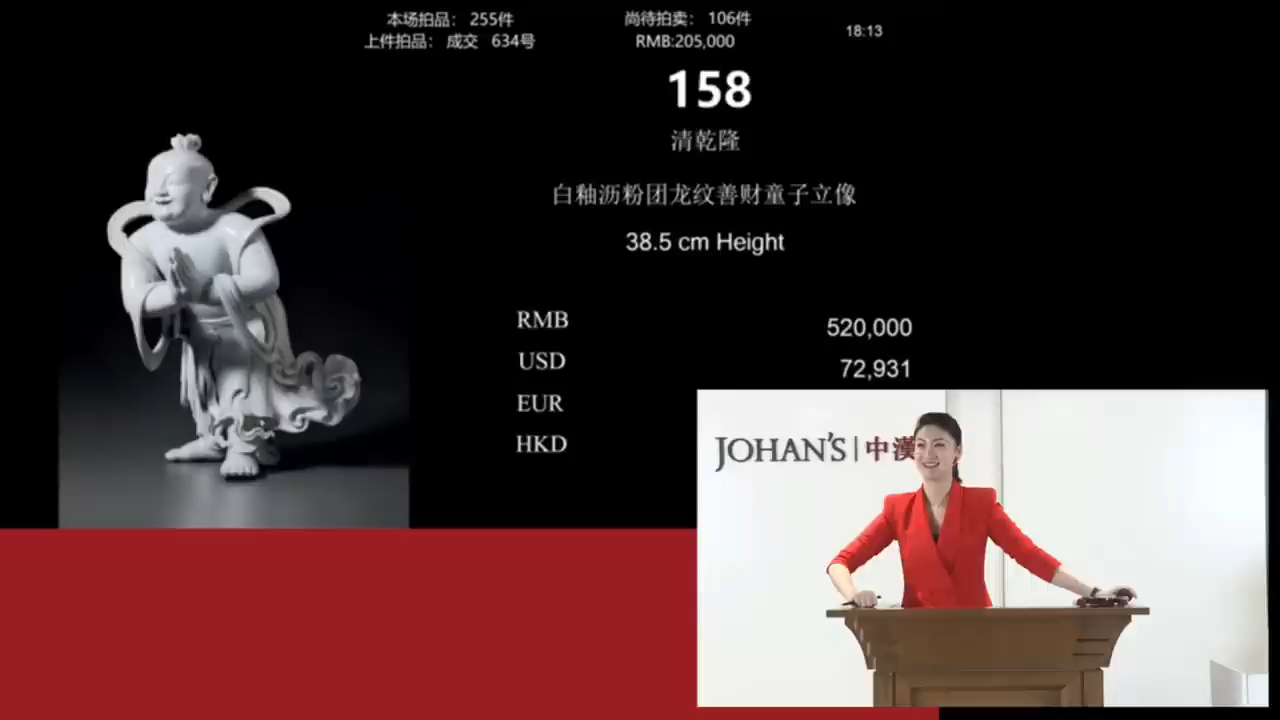 本场拍品： 255件
尚待拍卖： 106件
上件拍品： 成交 634号
RMB:205,000
18:13
158
清乾隆
白釉沥粉团龙纹善财童子立像
38.5 cm Height
RMB 520,000
USD 72,931
EUR
HKD
JOHAN'S | 中漢